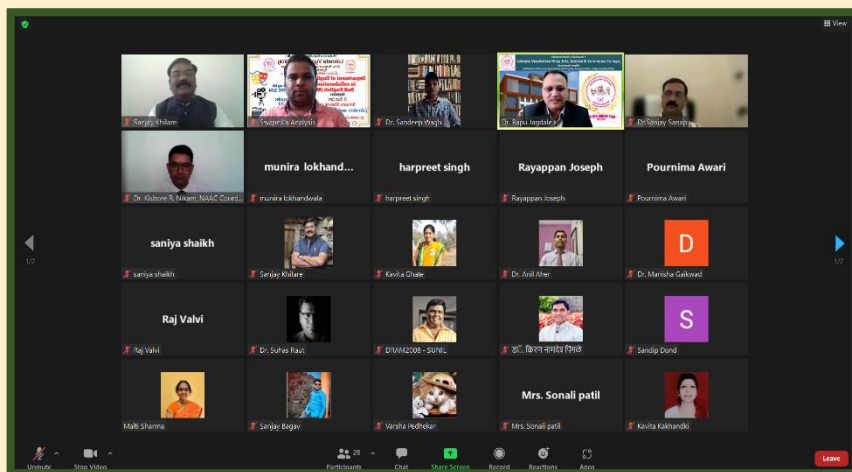 View
Sanjay Khilare
Swapnil's Analysis
Dr. Sandeep Wagh
Dr. Bapu Jagdale
Dr.Sanjay Sanap
Dr. Kishore R. Nikam, NAAC Coord...
munira lokhand...
munira lokhandwala
harpreet singh
harpreet singh
Rayappan Joseph
Rayappan Joseph
Pournima Awari
Pournima Awari
1/2
1/2
saniya shaikh
saniya shaikh
Sanjay Khilare
Kavita Ghate
Dr. Anil Aher
D
Dr. Manisha Gaikwad
Raj Valvi
Raj Valvi
Dr. Suhas Raut
DRAM2008 - SUNIL
डॉ. किरण नामदेव पिंगळे
S
Sandip Dond
Malti Sharma
Sanjay Bagav
Varsha Pedhekar
Mrs. Sonali patil
Mrs. Sonali patil
Kavita Kakhandki
Unmute
Stop Video
28
Participants
Chat
Share Screen
Record
Reactions
Apps
Leave